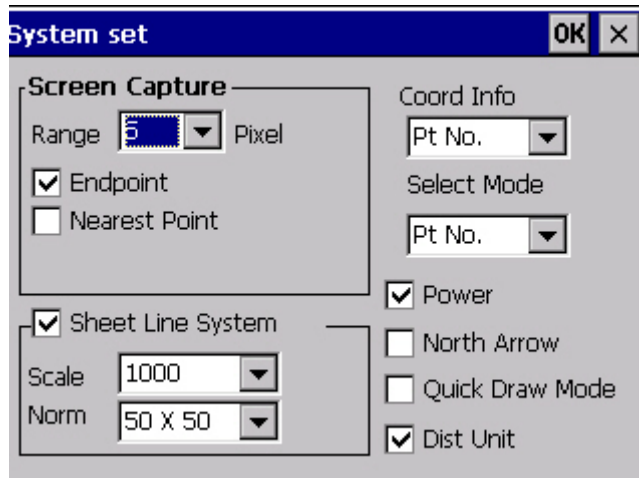 System set OK
Screen Capture
Range 5 Pixel
Endpoint
Nearest Point
Sheet Line System
Scale 1000
Norm 50 X 50
Coord Info
Pt No.
Select Mode
Pt No.
Power
North Arrow
Quick Draw Mode
Dist Unit